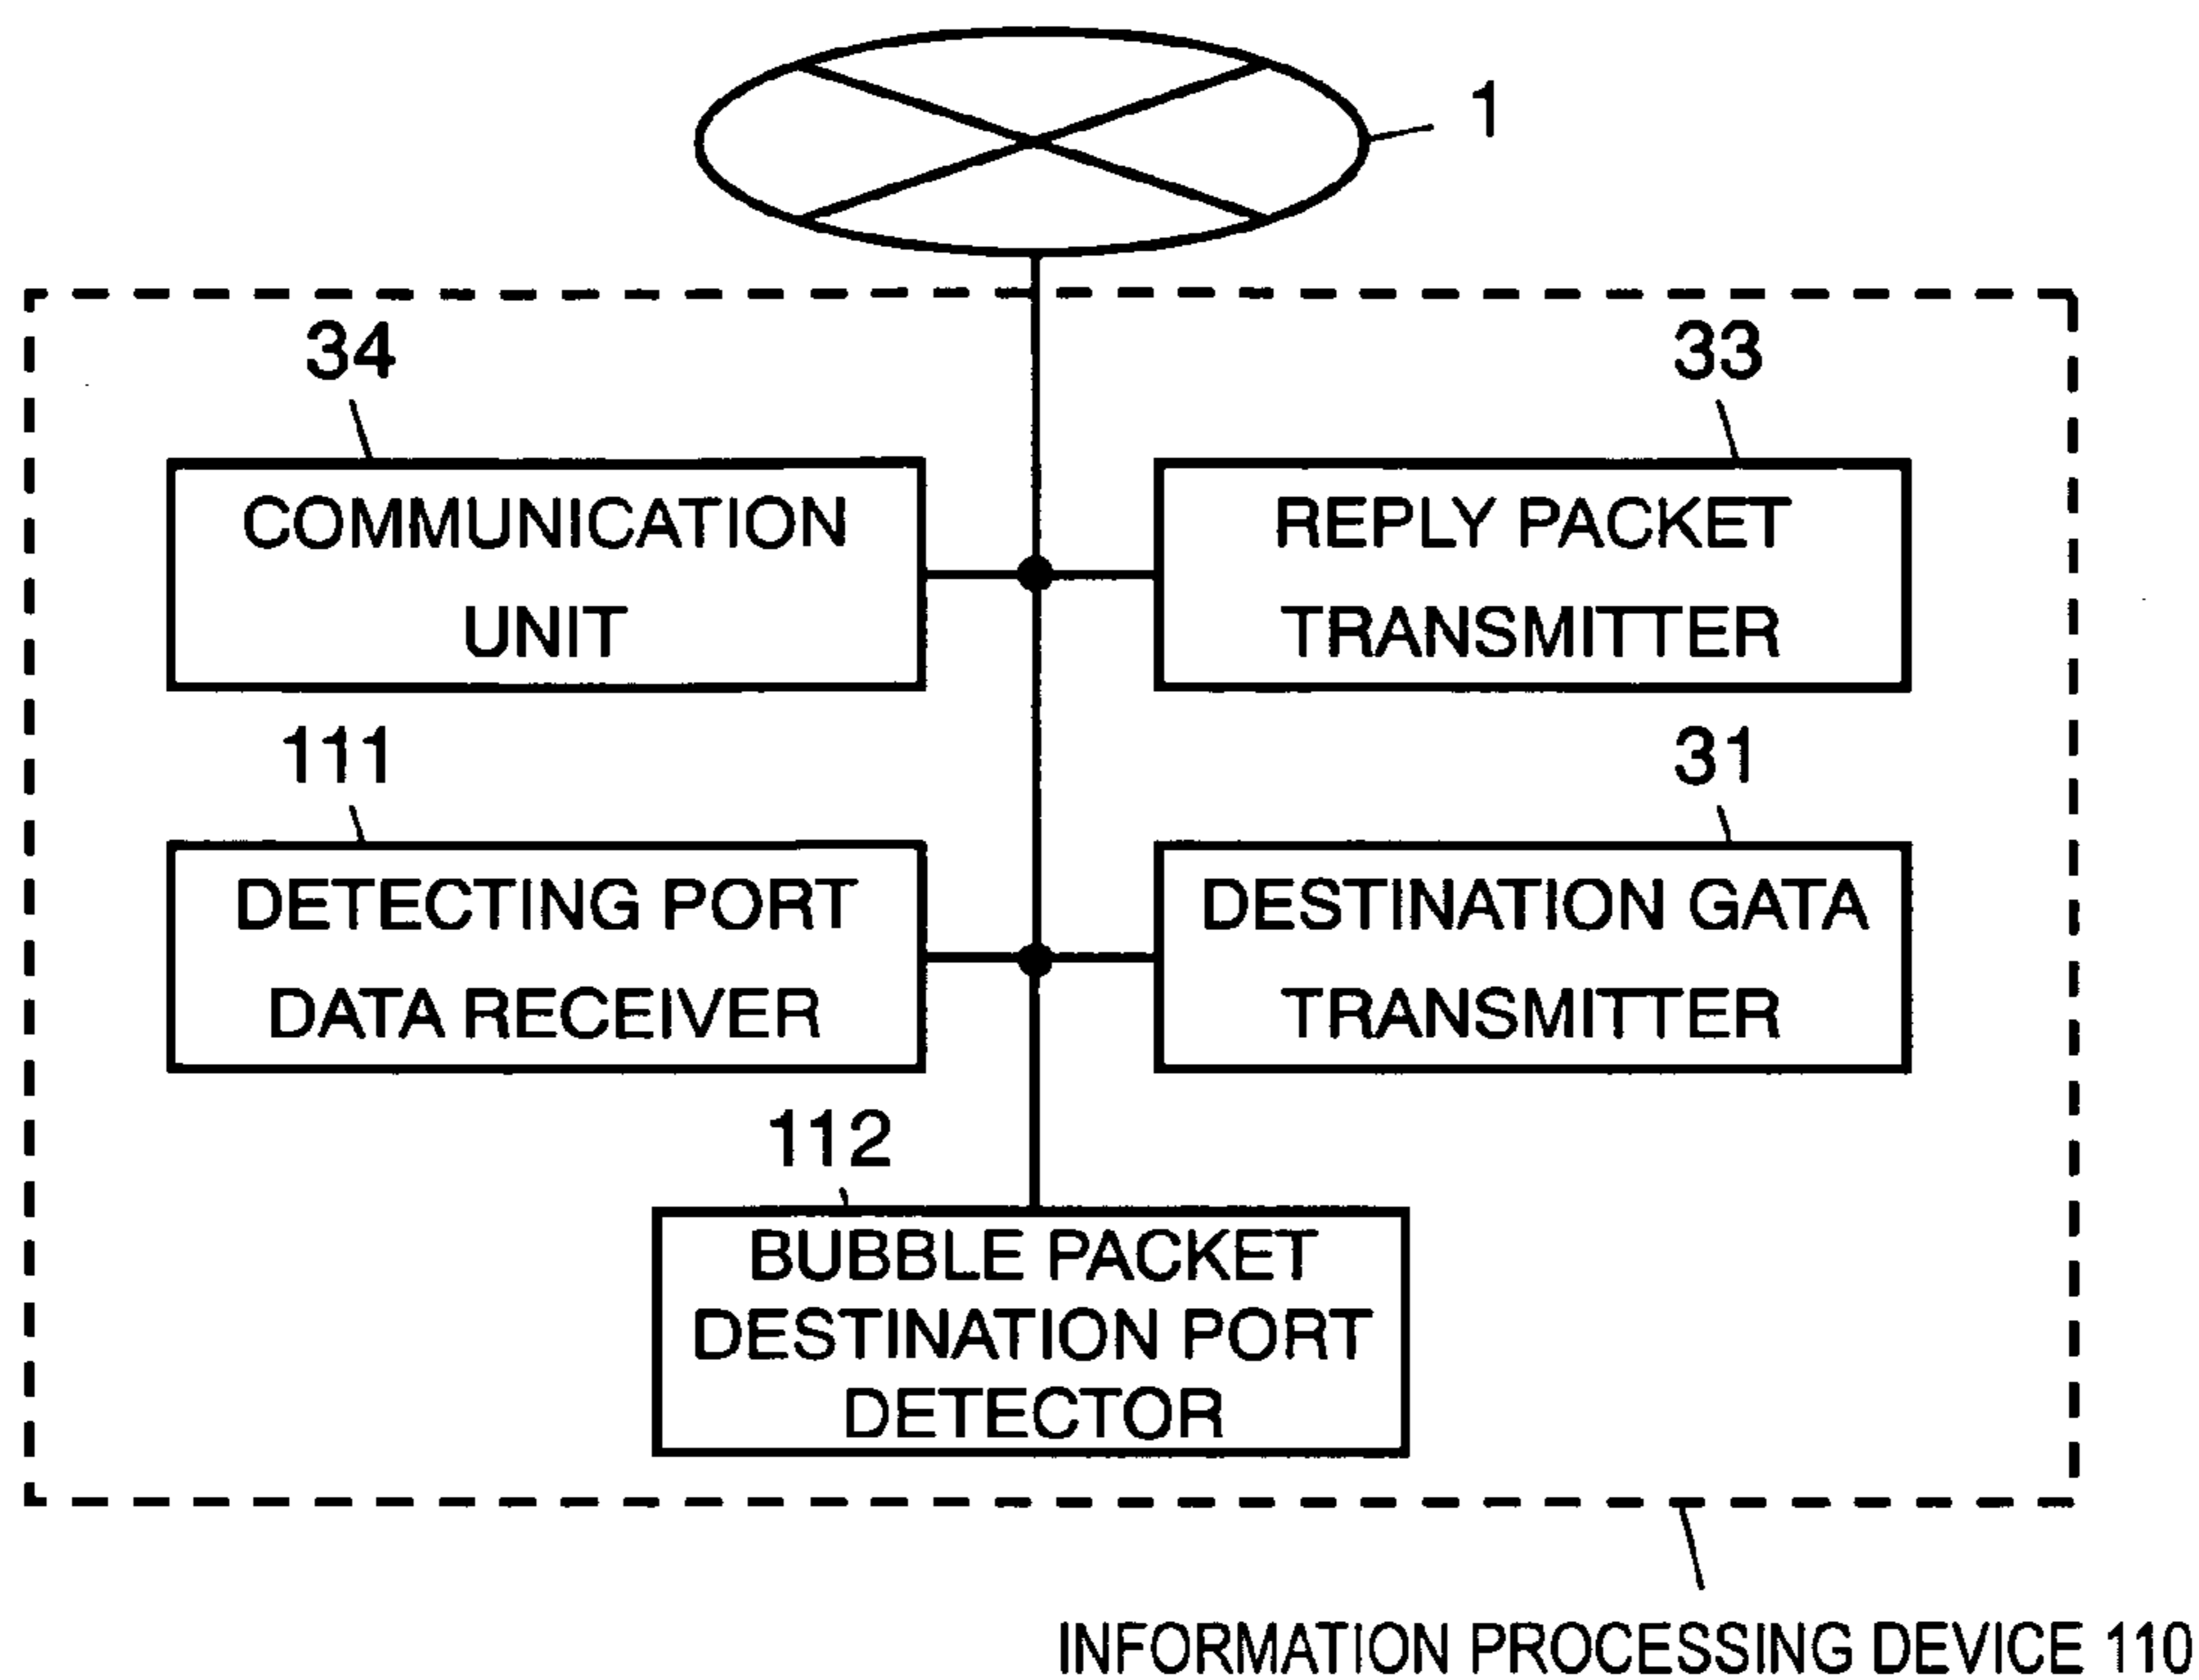 1
34
33
COMMUNICATION
UNIT
REPLY PACKET
TRANSMITTER
111
31
DETECTING PORT
DATA RECEIVER
DESTINATION GATA
TRANSMITTER
112
BUBBLE PACKET
DESTINATION PORT
DETECTOR
INFORMATION PROCESSING DEVICE 110